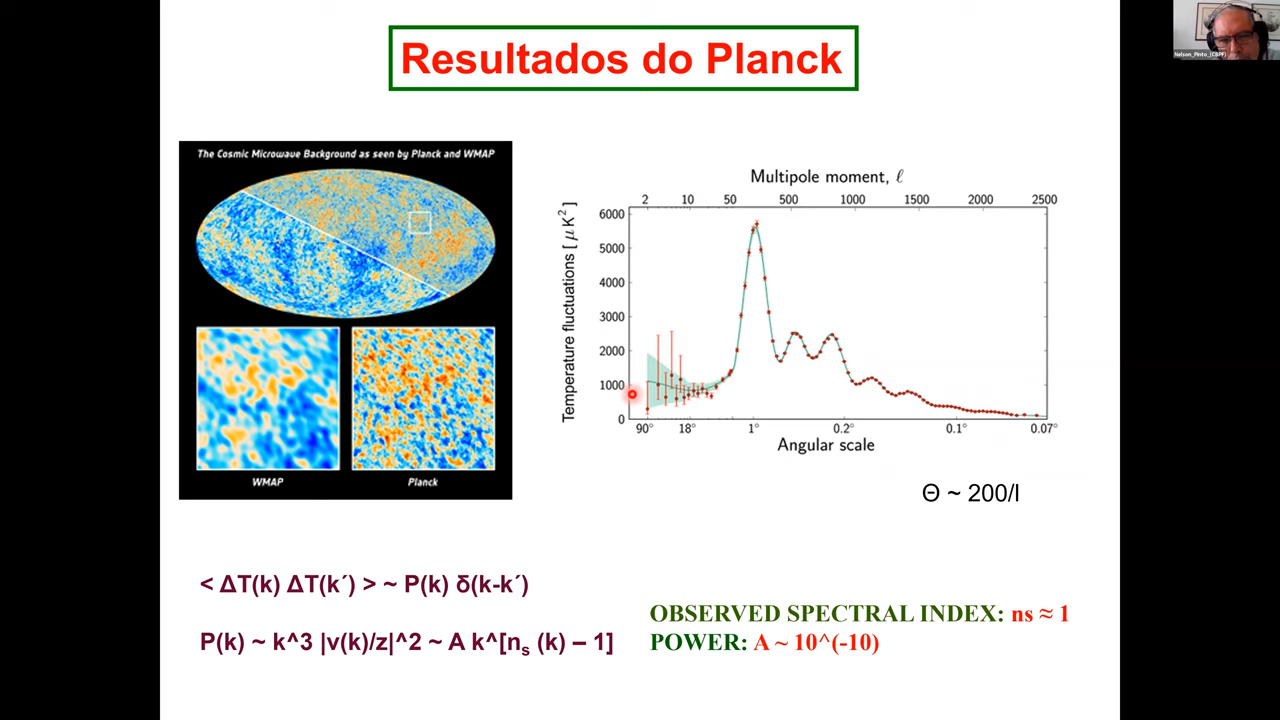 Resultados do Planck
Nelson_Pinto_(CBPF)
The Cosmic Microwave Background as seen by Planck and WMAP
WMAP
Planck
Multipole moment, ℓ
2 10 50 500 1000 1500 2000 2500
Temperature fluctuations [ μ K² ]
6000
5000
4000
3000
2000
1000
0
90° 18° 1° 0.2° 0.1° 0.07°
Angular scale
Θ ~ 200/l
< ΔT(k) ΔT(k´) > ~ P(k) δ(k-k´)
P(k) ~ k^3 |v(k)/z|^2 ~ A k^[nₛ (k) – 1]
OBSERVED SPECTRAL INDEX: ns ≈ 1
POWER: A ~ 10^(-10)